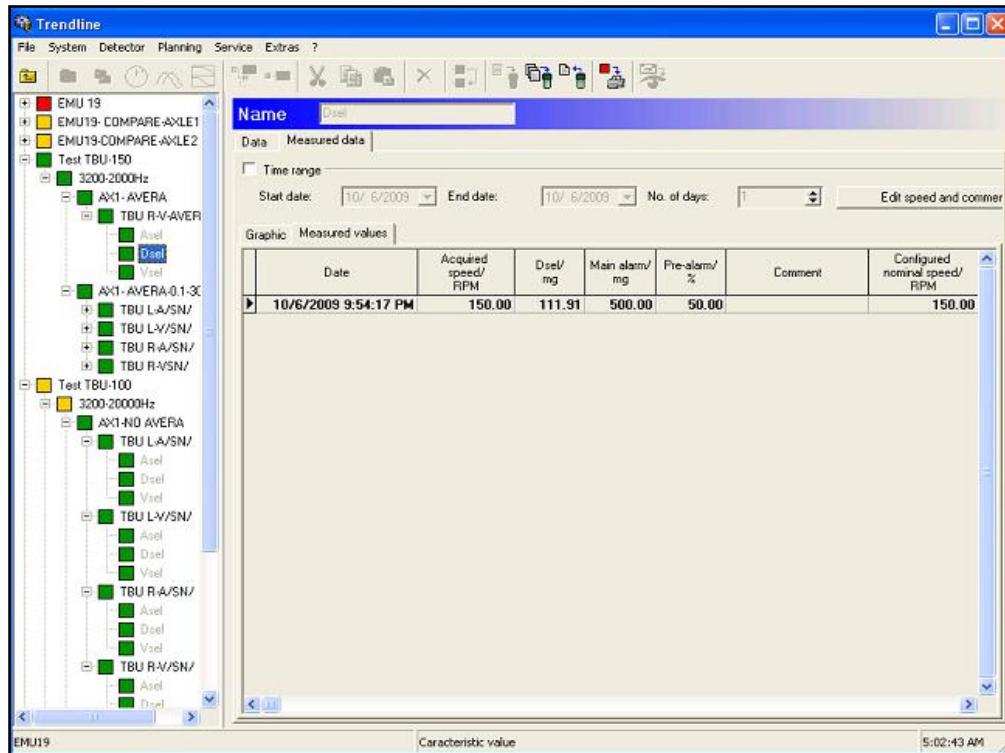 Trendline
File System Detector Planning Service Extras ?
EMU 19
EMU19- COMPARE-AXLE1
EMU19-COMPARE-AXLE2
Test TBU-150
3200-2000Hz
AX1- AVERA
TBU R-V-AVER
Asel
Dsel
Vsel
AX1- AVERA-0.1-30
TBU L-A/SN/
TBU L-V/SN/
TBU R-A/SN/
TBU R-VSN/
Test TBU-100
3200-20000Hz
AX1-NO AVERA
TBU L-A/SN/
Asel
Dsel
Vsel
TBU L-V/SN/
Asel
Dsel
Vsel
TBU R-A/SN/
Asel
Dsel
Vsel
TBU R-V/SN/
Asel
Dsel
Name Dsel
Data Measured data
Time range
Start date: 10/ 6/2009 End date: 10/ 6/2009 No. of days: 1 Edit speed and commer
Graphic Measured values
Date Acquired speed/ RPM Dsel/ mg Main alarm/ mg Pre-alarm/ % Comment Configured nominal speed/ RPM
10/6/2009 9:54:17 PM 150.00 111.91 500.00 50.00 150.00
EMU19 Caracteristic value 5:02:43 AM